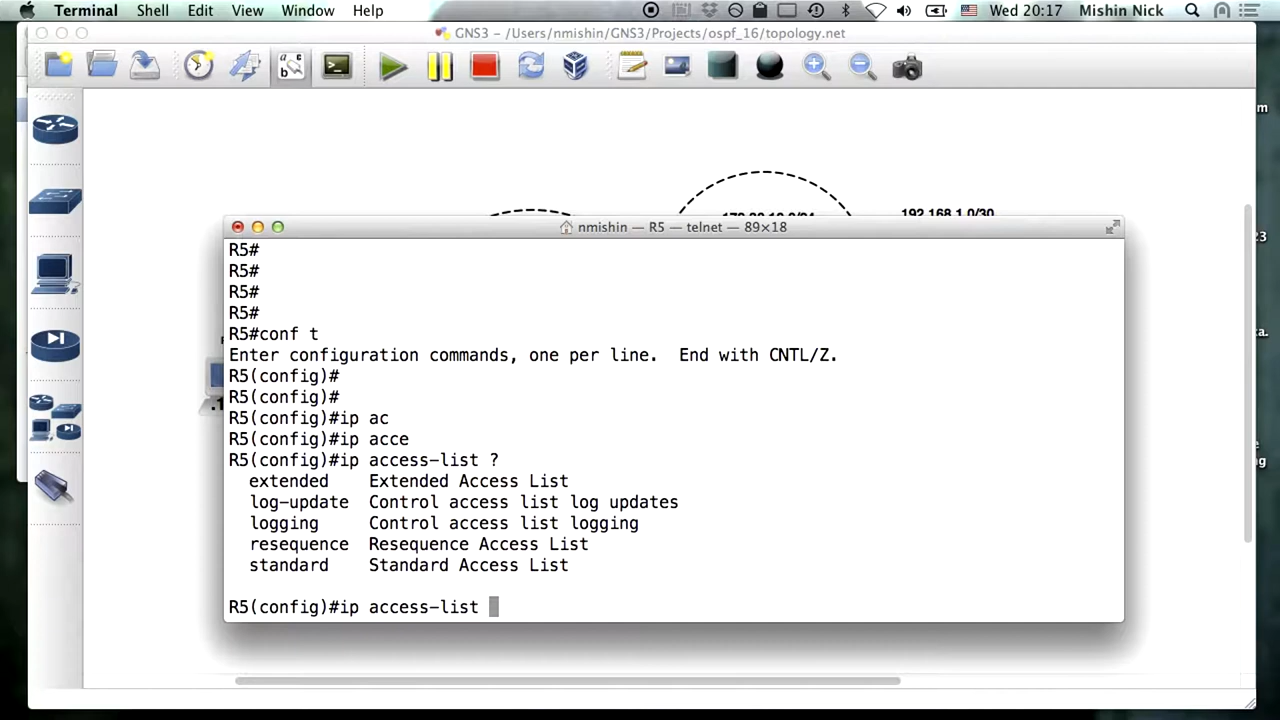 Terminal Shell Edit View Window Help Wed 20:17 Mishin Nick
GNS3 – /Users/nmishin/GNS3/Projects/ospf_16/topology.net
192.168.1.0/30
nmishin — R5 — telnet — 89×18
R5#
R5#
R5#
R5#
R5#conf t
Enter configuration commands, one per line.  End with CNTL/Z.
R5(config)#
R5(config)#
R5(config)#ip ac
R5(config)#ip acce
R5(config)#ip access-list ?
extended    Extended Access List
log-update  Control access list log updates
logging     Control access list logging
resequence  Resequence Access List
standard    Standard Access List
R5(config)#ip access-list